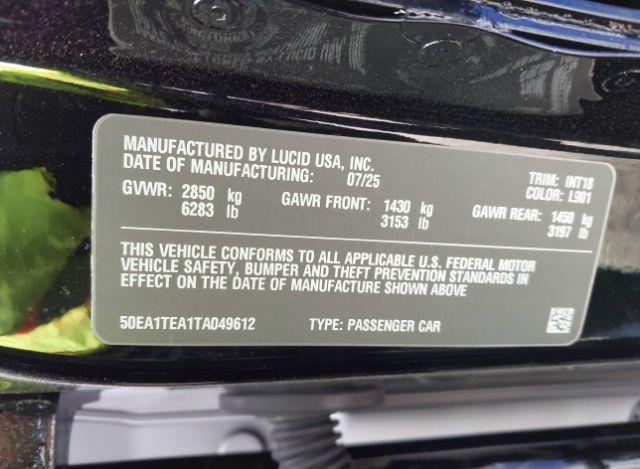 MANUFACTURED BY LUCID USA, INC.
DATE OF MANUFACTURING: 07/25
TRIM: INT18
COLOR: L901
GVWR: 2850 kg GAWR FRONT: 1430 kg GAWR REAR: 1450 kg
6283 lb 3153 lb 3197 lb
THIS VEHICLE CONFORMS TO ALL APPLICABLE U.S. FEDERAL MOTOR
VEHICLE SAFETY, BUMPER AND THEFT PREVENTION STANDARDS IN
EFFECT ON THE DATE OF MANUFACTURE SHOWN ABOVE
50EA1TEA1TA049612 TYPE: PASSENGER CAR